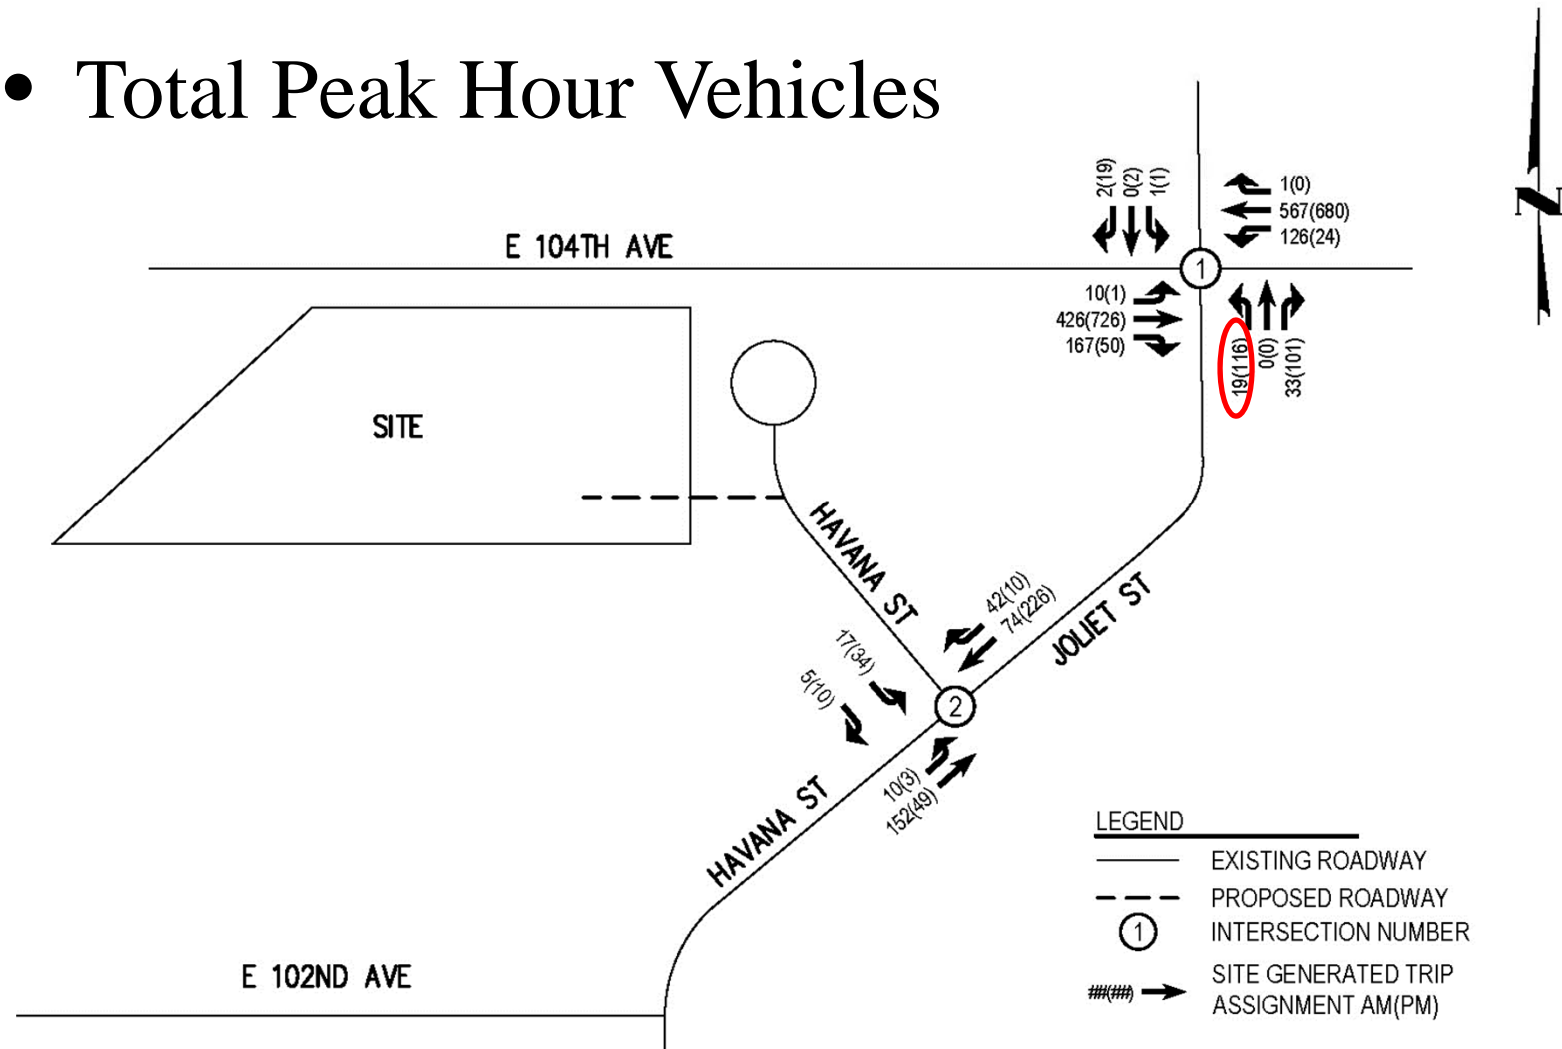 • Total Peak Hour Vehicles
N
2(19)
0(2)
1(1)
1(0)
567(680)
126(24)
E 104TH AVE
1
10(1)
426(726)
167(50)
19(116)
0(0)
33(101)
SITE
HAVANA ST
42(10)
74(226)
JOLIET ST
17(34)
5(10)
2
10(3)
152(49)
HAVANA ST
E 102ND AVE
LEGEND
EXISTING ROADWAY
PROPOSED ROADWAY
1 INTERSECTION NUMBER
##(##) SITE GENERATED TRIP
ASSIGNMENT AM(PM)